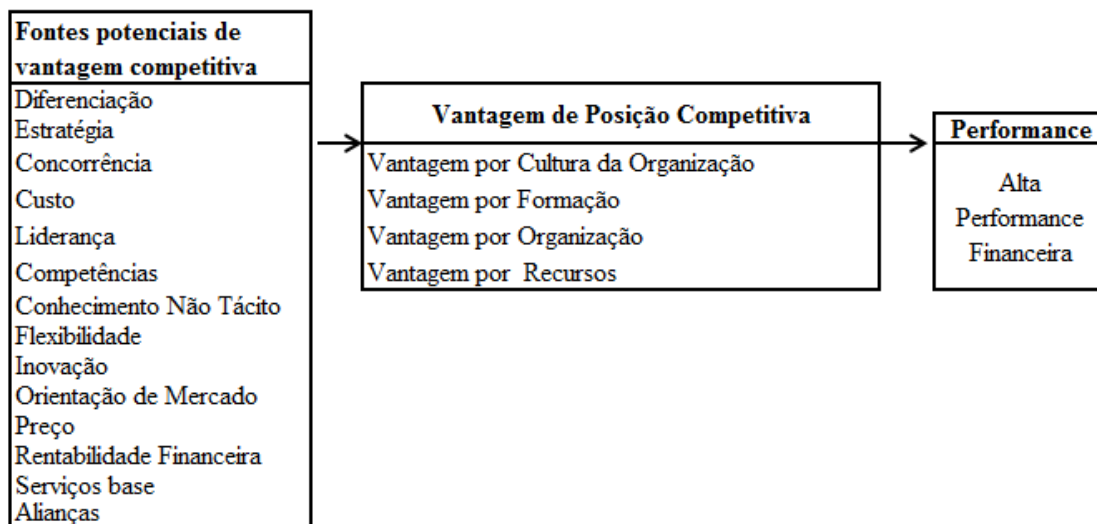 Fontes potenciais de
vantagem competitiva
Diferenciação
Estratégia
Concorrência
Custo
Liderança
Competências
Conhecimento Não Tácito
Flexibilidade
Inovação
Orientação de Mercado
Preço
Rentabilidade Financeira
Serviços base
Alianças
Vantagem de Posição Competitiva
Vantagem por Cultura da Organização
Vantagem por Formação
Vantagem por Organização
Vantagem por Recursos
Performance
Alta
Performance
Financeira